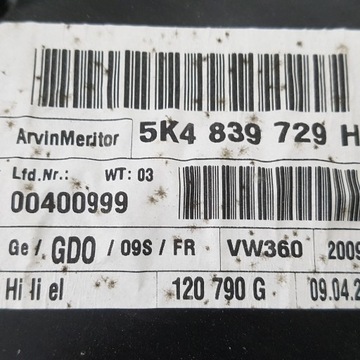 ArvinMeritor 5K4 839 729 H
Lfd.Nr.: WT: 03
00400999
Ge / GDO / 09S / FR VW360 2009
Hi li el 120 790 G 09.04.2